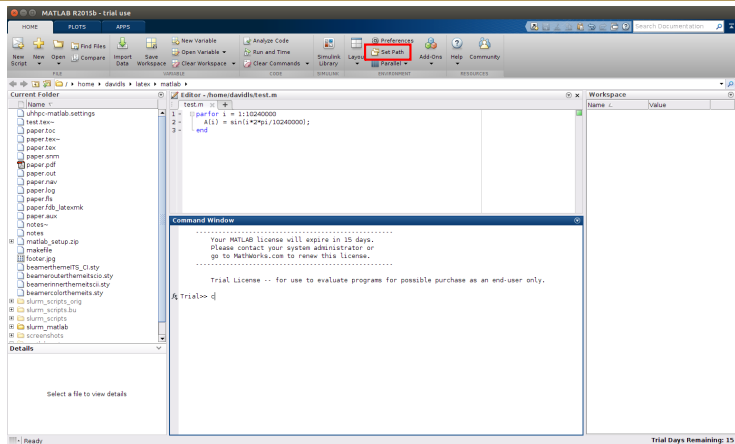 MATLAB R2015b - trial use
HOME PLOTS APPS
Search Documentation
New Script
New
Open
Find Files
Compare
Import Data
Save Workspace
New Variable
Open Variable
Clear Workspace
Analyze Code
Run and Time
Clear Commands
Simulink Library
Layout
Preferences
Set Path
Parallel
Add-Ons
Help
Community
FILE VARIABLE CODE SIMULINK ENVIRONMENT RESOURCES
/ home davidls latex matlab
Current Folder
Name
uhhpc-matlab.settings
test.tex~
paper.toc
paper.tex~
paper.tex
paper.snm
paper.pdf
paper.out
paper.nav
paper.log
paper.fls
paper.fdb_latexmk
paper.aux
notes~
notes
matlab_setup.zip
makefile
footer.jpg
beamerthemeITS_CI.sty
beamerouterthemeitscii.sty
beamerinnerthemeitscii.sty
beamercolorthemeits.sty
slurm_scripts_orig
slurm_scripts.bu
slurm_scripts
slurm_matlab
screenshots
Details
Select a file to view details
Editor - /home/davidls/test.m
test.m × +
1 - parfor i = 1:10240000
2 - A(i) = sin(i*2*pi/10240000);
3 - end
Command Window
-----------------------------------------------------
Your MATLAB license will expire in 15 days.
Please contact your system administrator or
go to MathWorks.com to renew this license.
-----------------------------------------------------
Trial License -- for use to evaluate programs for possible purchase as an end-user only.
fx Trial>> c
Workspace
Name Value
Ready
Trial Days Remaining: 15